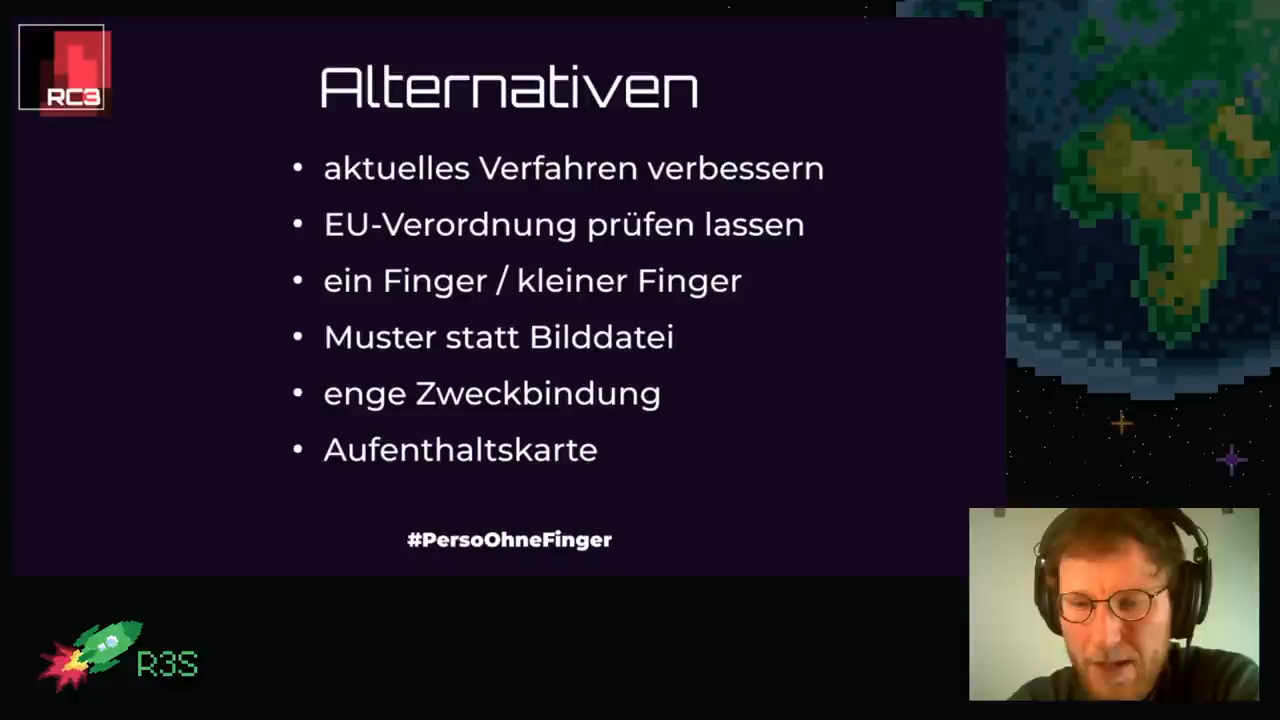 RC3
Alternativen
• aktuelles Verfahren verbessern
• EU-Verordnung prüfen lassen
• ein Finger / kleiner Finger
• Muster statt Bilddatei
• enge Zweckbindung
• Aufenthaltskarte
#PersoOhneFinger
R3S